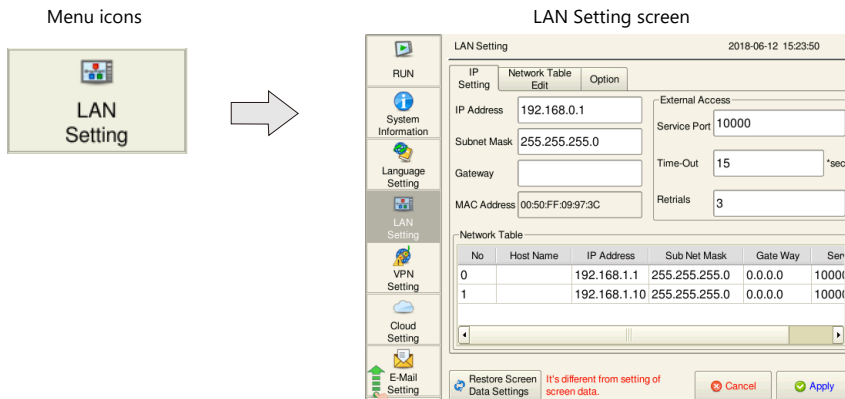 Menu icons
LAN Setting screen
LAN
Setting
RUN
System
Information
Language
Setting
LAN
Setting
VPN
Setting
Cloud
Setting
E-Mail
Setting
LAN Setting 2018-06-12 15:23:50
IP
Setting
Network Table
Edit
Option
IP Address 192.168.0.1
Subnet Mask 255.255.255.0
Gateway
MAC Address 00:50:FF:09:97:3C
External Access
Service Port 10000
Time-Out 15 *sec
Retrials 3
Network Table
No Host Name IP Address Sub Net Mask Gate Way Ser
0 192.168.1.1 255.255.255.0 0.0.0.0 10000
1 192.168.1.10 255.255.255.0 0.0.0.0 10000
Restore Screen
Data Settings
It's different from setting of
screen data.
Cancel
Apply